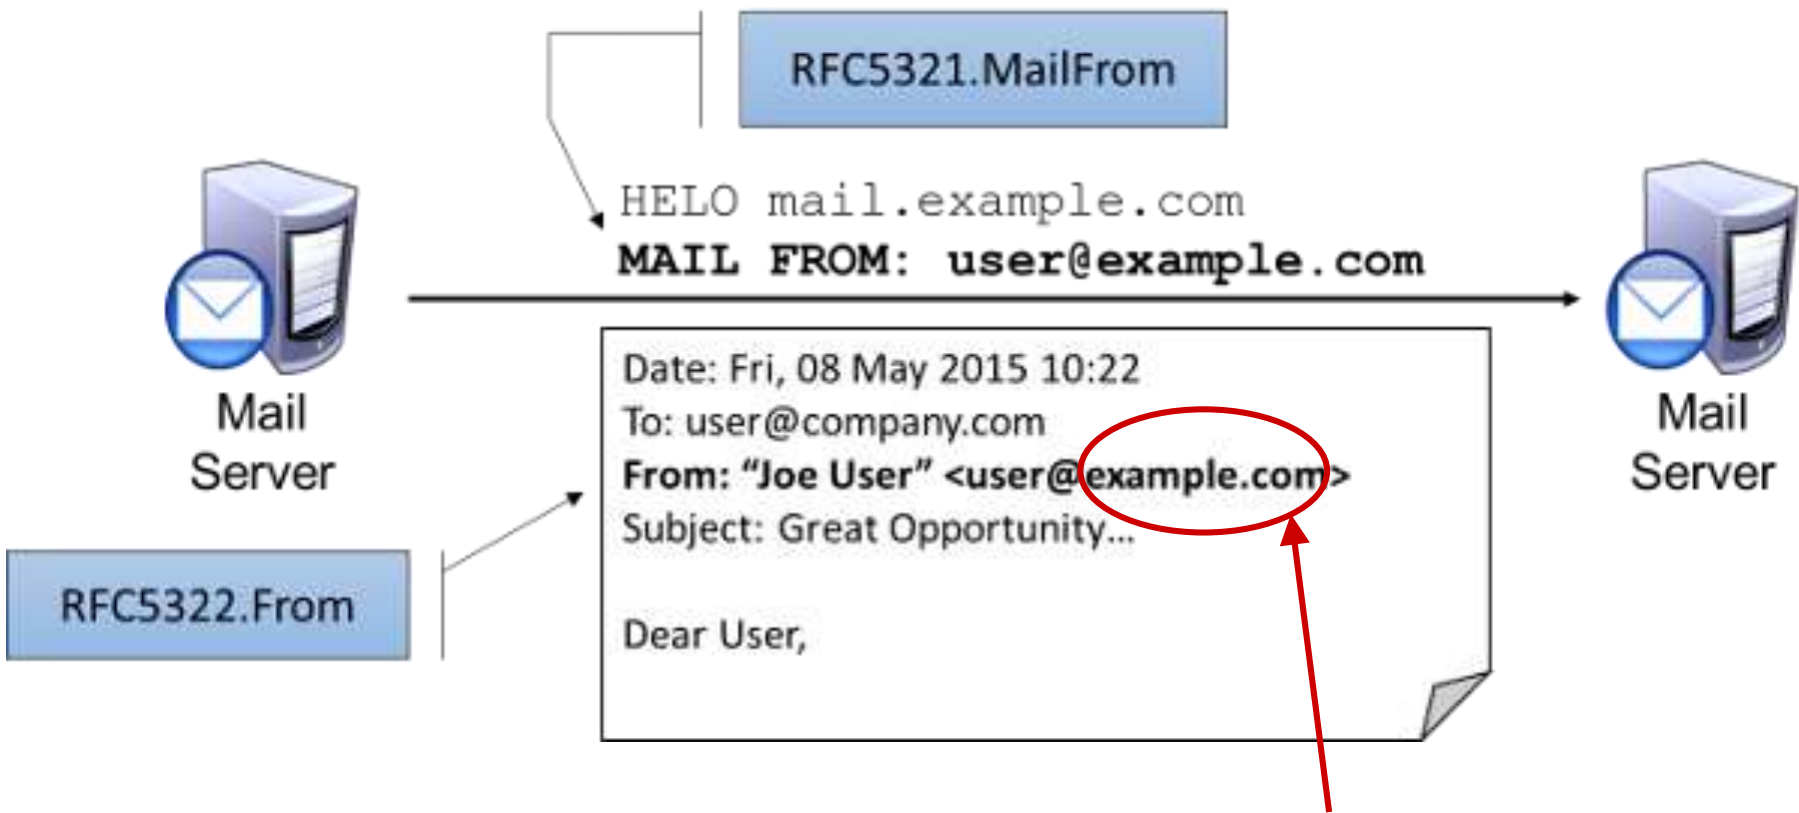 RFC5321.MailFrom
HELO mail.example.com
MAIL FROM: user@example.com
Mail
Server
Mail
Server
Date: Fri, 08 May 2015 10:22
To: user@company.com
From: “Joe User” <user@example.com>
Subject: Great Opportunity...
Dear User,
RFC5322.From